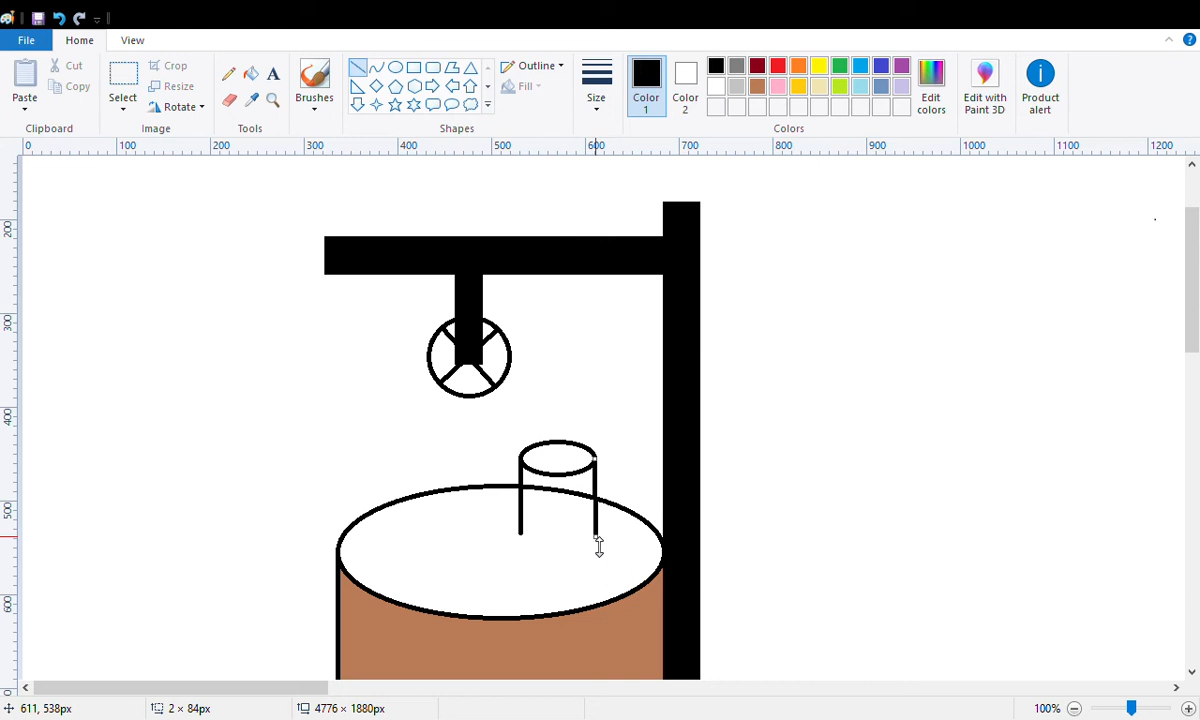 File Home View
Paste
Cut
Copy
Clipboard
Select
Crop
Resize
Rotate
Image
A
Tools
Brushes
Outline
Fill
Shapes
Size
Color 1
Color 2
Colors
Edit colors
Edit with Paint 3D
Product alert
0 100 200 300 400 500 600 700 800 900 1000 1100 1200
200
300
400
500
600
611, 538px 2 × 84px 4776 × 1880px 100%